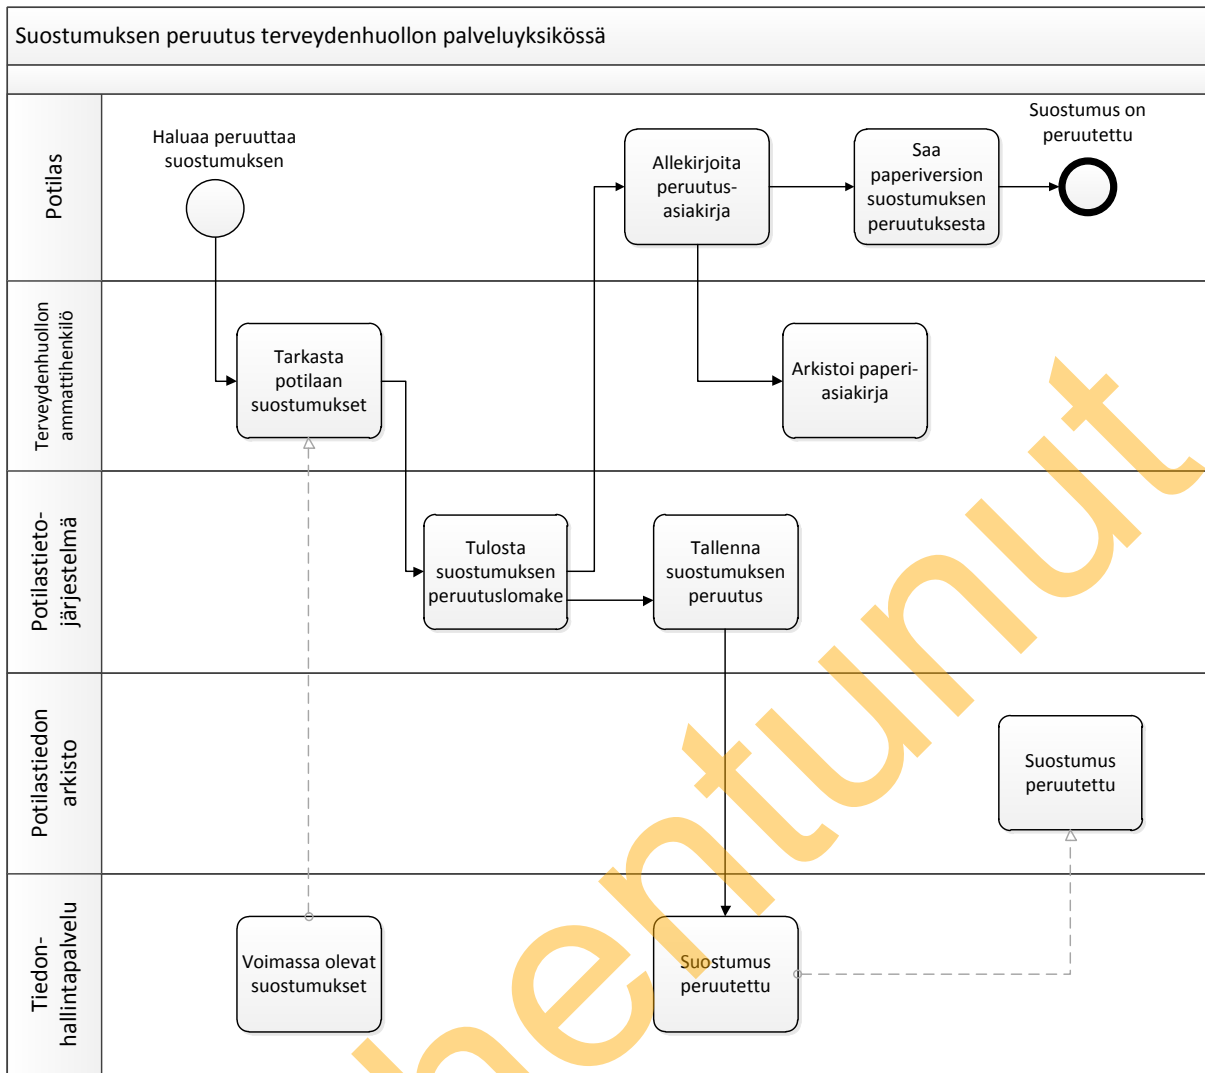 Suostumuksen peruutus terveydenhuollon palveluyksikössä
Potilas
Haluaa peruuttaa
suostumuksen
Allekirjoita
peruutus-
asiakirja
Saa
paperiversion
suostumuksen
peruutuksesta
Suostumus on
peruutettu
Terveydenhuollon
ammattihenkilö
Tarkasta
potilaan
suostumukset
Arkistoi paperi-
asiakirja
Potilastieto-
järjestelmä
Tulosta
suostumuksen
peruutuslomake
Tallenna
suostumuksen
peruutus
Potilastiedon
arkisto
Suostumus
peruutettu
Tiedon-
hallintapalvelu
Voimassa olevat
suostumukset
Suostumus
peruutettu
hentunut